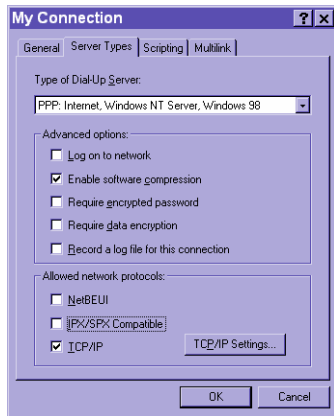 My Connection
General Server Types Scripting Multilink
Type of Dial-Up Server:
PPP: Internet, Windows NT Server, Windows 98
Advanced options:
Log on to network
Enable software compression
Require encrypted password
Require data encryption
Record a log file for this connection
Allowed network protocols:
NetBEUI
IPX/SPX Compatible
TCP/IP
TCP/IP Settings...
OK Cancel